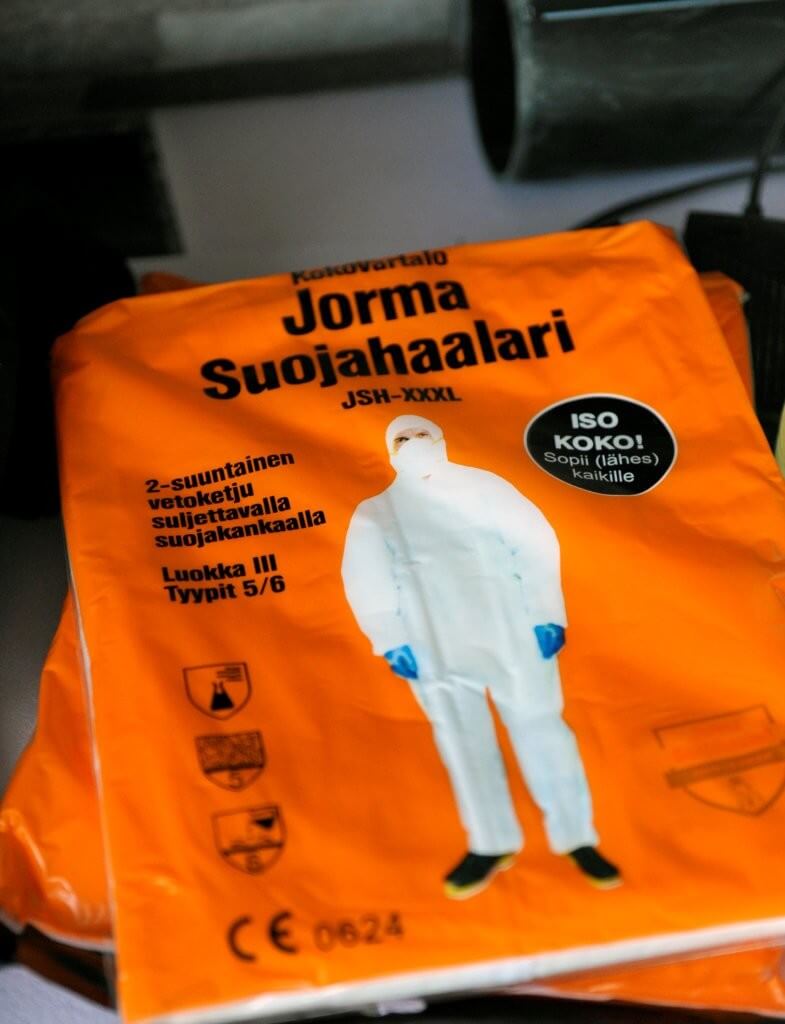 Kokovartalo
Jorma
Suojahaalari
JSH-XXXL
ISO
KOKO!
Sopii (lähes)
kaikille
2-suuntainen
vetoketju
suljettavalla
suojakankaalla
Luokka III
Tyypit 5/6
5
6
CE 0624